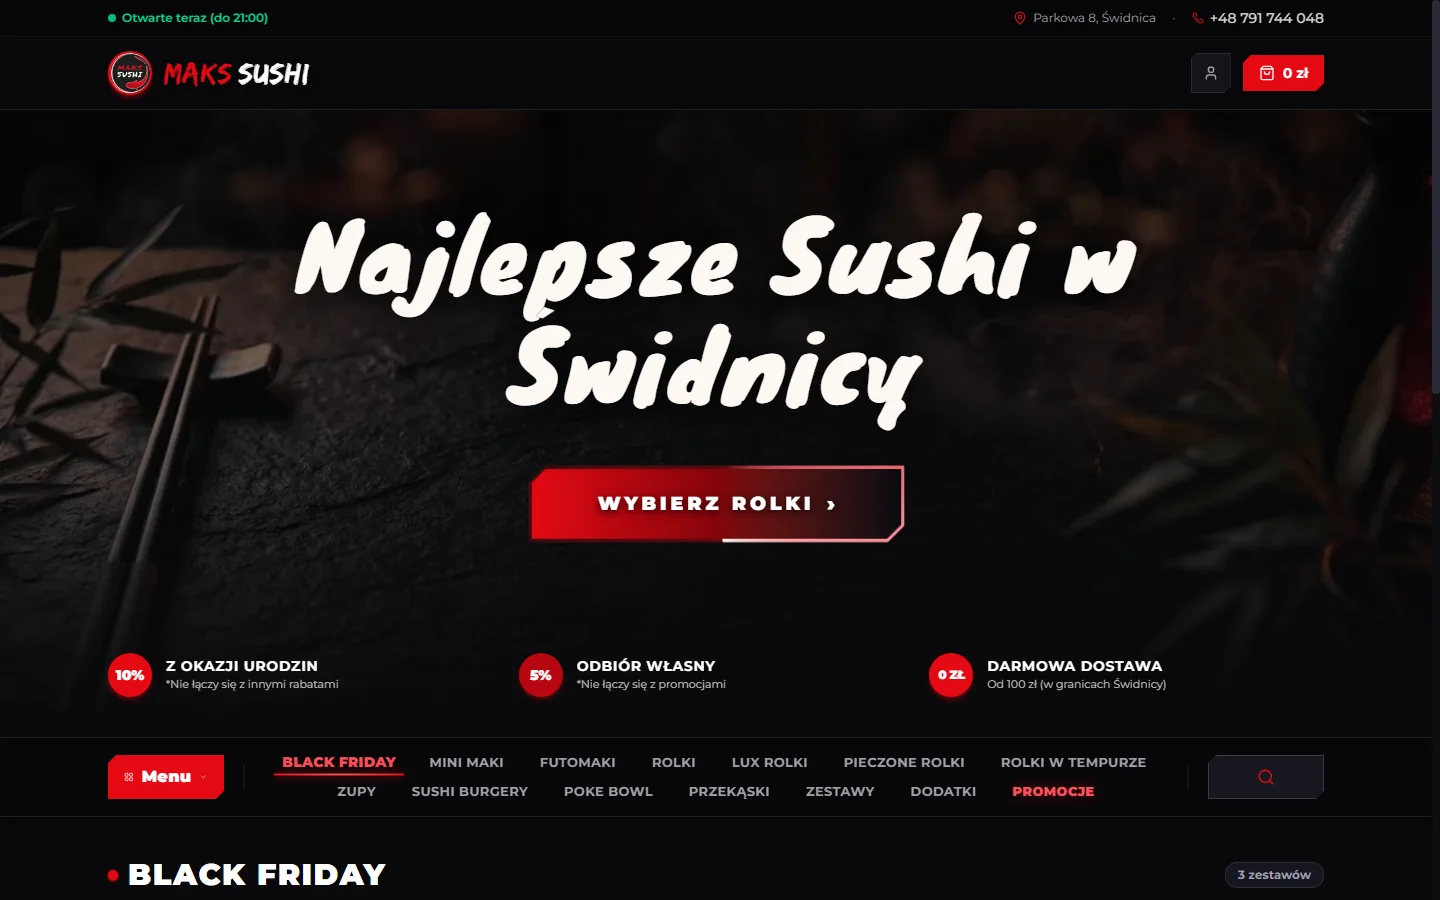 Otwarte teraz (do 21:00)
Parkowa 8, Świdnica · +48 791 744 048
MAKS SUSHI
MAKS SUSHI
0 zł
Najlepsze Sushi w
Świdnicy
WYBIERZ ROLKI ›
10%
Z OKAZJI URODZIN
*Nie łączy się z innymi rabatami
5%
ODBIÓR WŁASNY
*Nie łączy się z promocjami
0 ZŁ
DARMOWA DOSTAWA
Od 100 zł (w granicach Świdnicy)
Menu
BLACK FRIDAY MINI MAKI FUTOMAKI ROLKI LUX ROLKI PIECZONE ROLKI ROLKI W TEMPURZE
ZUPY SUSHI BURGERY POKE BOWL PRZEKĄSKI ZESTAWY DODATKI PROMOCJE
BLACK FRIDAY
3 zestawów